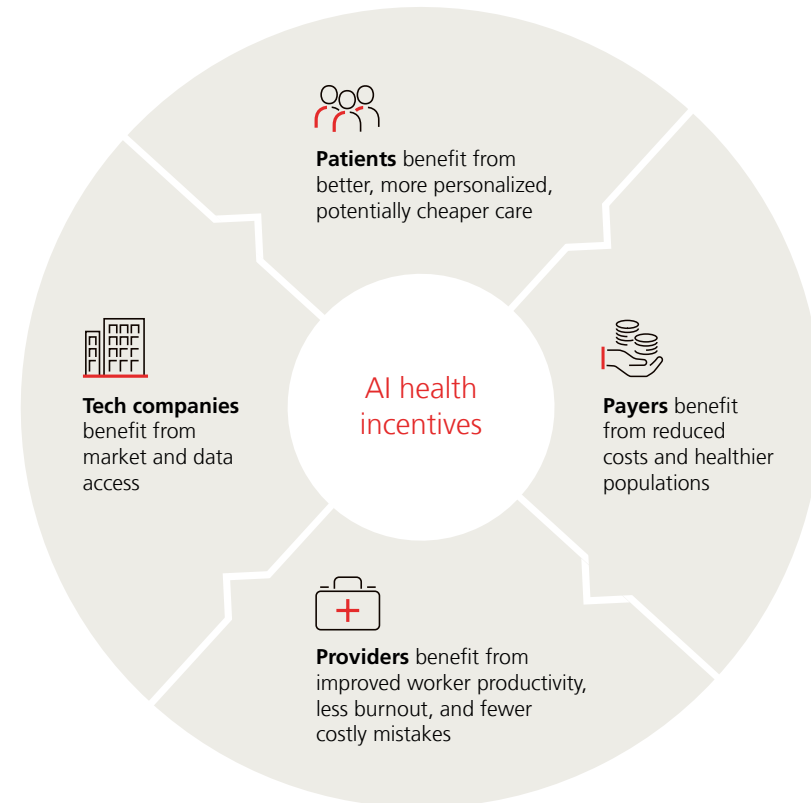 Patients benefit from
better, more personalized,
potentially cheaper care
Tech companies
benefit from
market and data
access
AI health
incentives
Payers benefit
from reduced
costs and healthier
populations
Providers benefit from
improved worker productivity,
less burnout, and fewer
costly mistakes